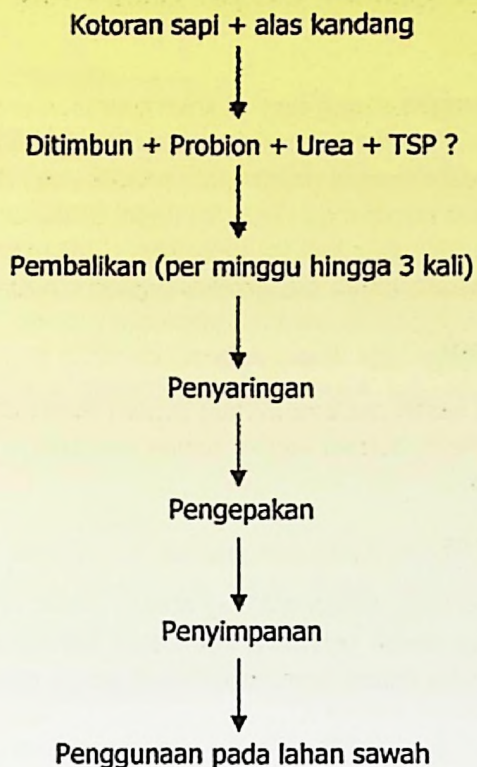 Kotoran sapi + alas kandang
Ditimbun + Probion + Urea + TSP ?
Pembalikan (per minggu hingga 3 kali)
Penyaringan
Pengepakan
Penyimpanan
Penggunaan pada lahan sawah